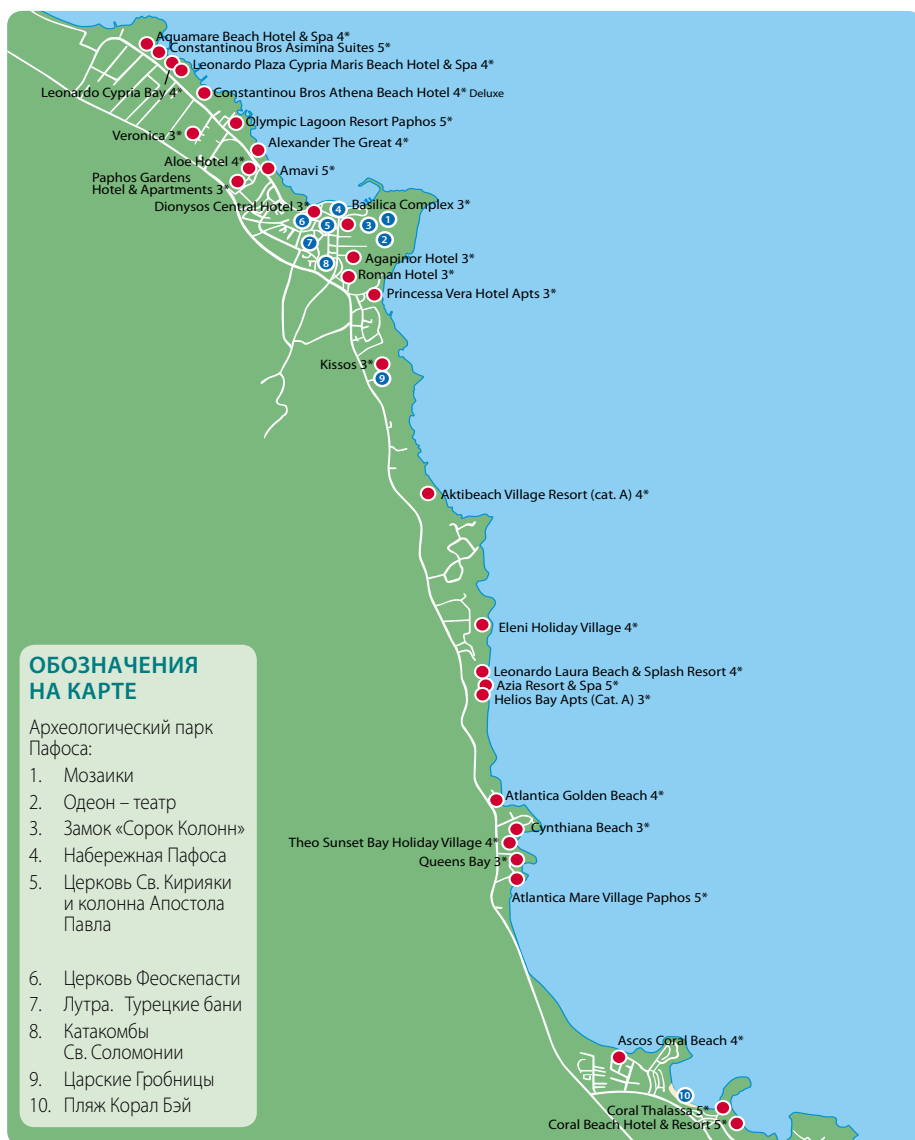 Aquamare Beach Hotel & Spa 4*
Constantinou Bros Asimina Suites 5*
Leonardo Plaza Cypria Maris Beach Hotel & Spa 4*
Leonardo Cypria Bay 4*
Constantinou Bros Athena Beach Hotel 4* Deluxe
Olympic Lagoon Resort Paphos 5*
Veronica 3*
Alexander The Great 4*
Aloe Hotel 4*
Amavi 5*
Paphos Gardens
Hotel & Apartments 3*
Dionysos Central Hotel 3*
Basilica Complex 3*
4
1
6
5
3
2
7
8
Agapinor Hotel 3*
Roman Hotel 3*
Princessa Vera Hotel Apts 3*
Kissos 3*
9
Aktibeach Village Resort (cat. A) 4*
Eleni Holiday Village 4*
Leonardo Laura Beach & Splash Resort 4*
Azia Resort & Spa 5*
Helios Bay Apts (Cat. A) 3*
Atlantica Golden Beach 4*
Cynthiana Beach 3*
Theo Sunset Bay Holiday Village 4*
Queens Bay 3*
Atlantica Mare Village Paphos 5*
Ascos Coral Beach 4*
10
Coral Thalassa 5*
Coral Beach Hotel & Resort 5*
ОБОЗНАЧЕНИЯ
НА КАРТЕ
Археологический парк
Пафоса:
1. Мозаики
2. Одеон – театр
3. Замок «Сорок Колонн»
4. Набережная Пафоса
5. Церковь Св. Кирияки
и колонна Апостола
Павла
6. Церковь Феоскепасти
7. Лутра. Турецкие бани
8. Катакомбы
Св. Соломонии
9. Царские Гробницы
10. Пляж Корал Бэй